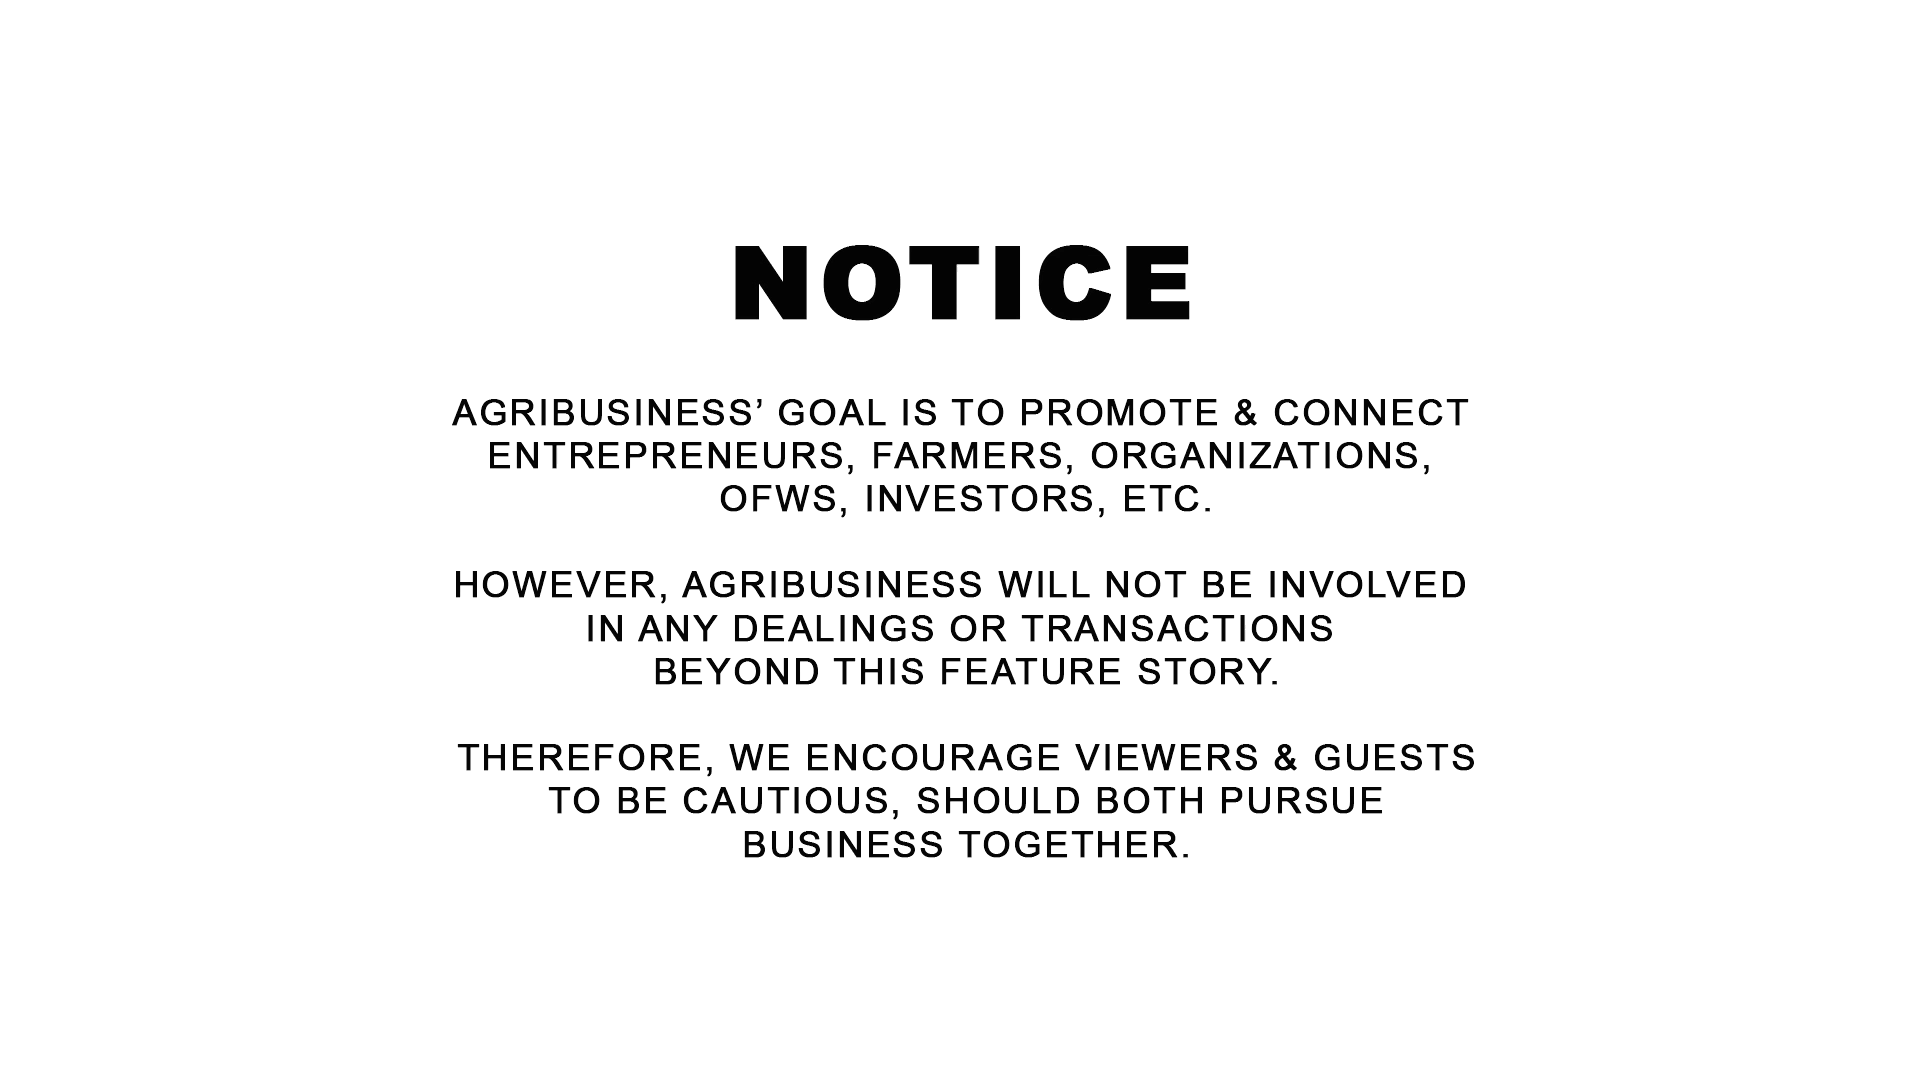 NOTICE
AGRIBUSINESS’ GOAL IS TO PROMOTE & CONNECT
ENTREPRENEURS, FARMERS, ORGANIZATIONS,
OFWS, INVESTORS, ETC.
HOWEVER, AGRIBUSINESS WILL NOT BE INVOLVED
IN ANY DEALINGS OR TRANSACTIONS
BEYOND THIS FEATURE STORY.
THEREFORE, WE ENCOURAGE VIEWERS & GUESTS
TO BE CAUTIOUS, SHOULD BOTH PURSUE
BUSINESS TOGETHER.